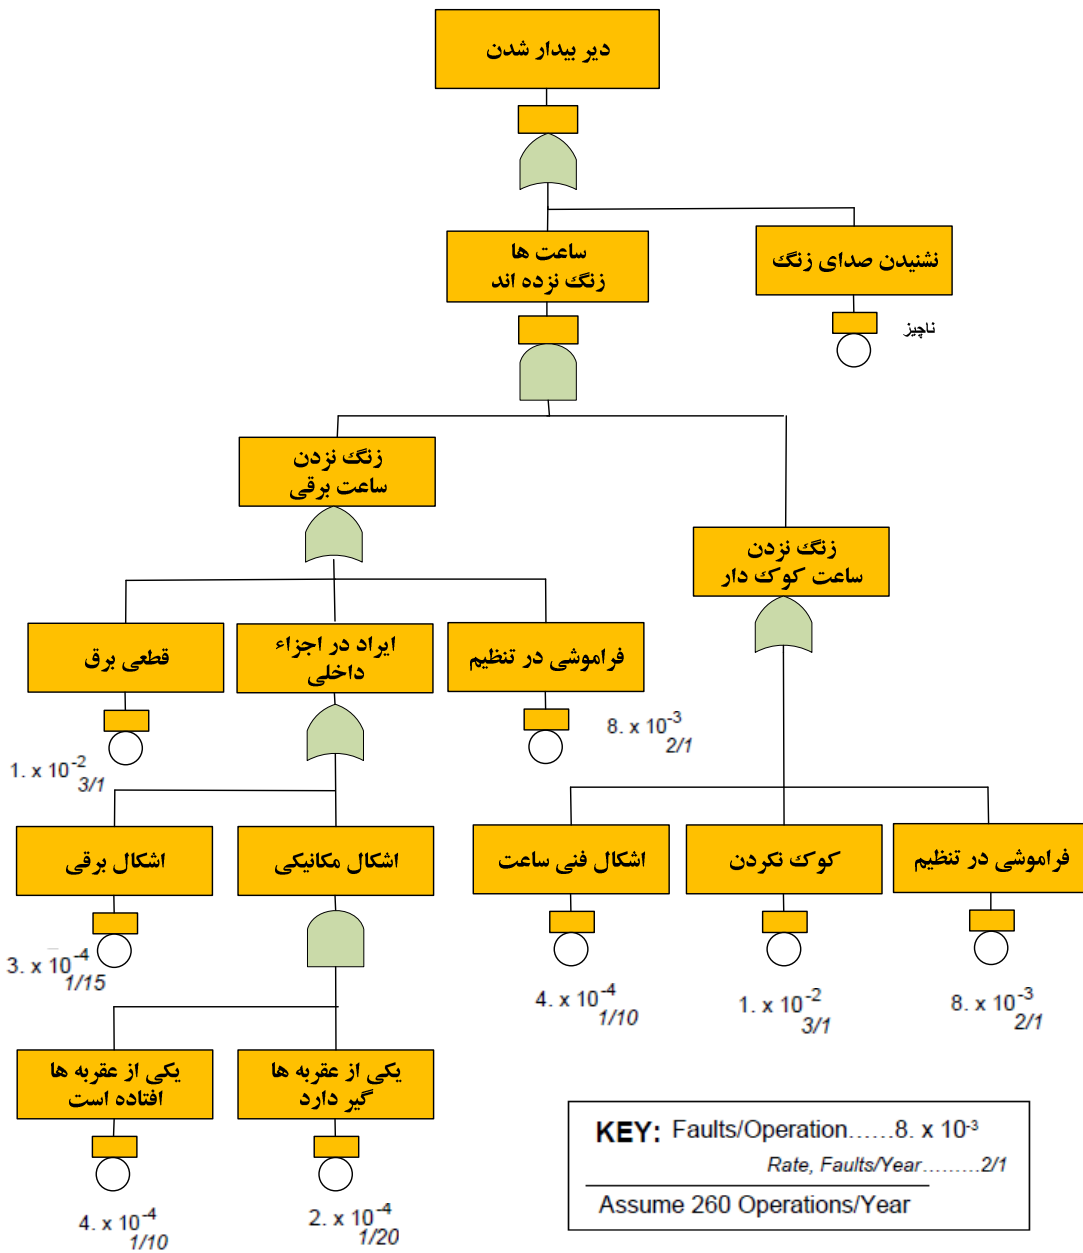 دیر بیدار شدن
ساعت ها
زنگ نزده اند
نشنیدن صدای زنگ
ناچیز
زنگ نزدن
ساعت برقی
زنگ نزدن
ساعت کوک دار
قطعی برق
ایراد در اجزاء
داخلی
فراموشی در تنظیم
1. x 10⁻²
3/1
8. x 10⁻³
2/1
اشکال برقی
اشکال مکانیکی
اشکال فنی ساعت
کوک نکردن
فراموشی در تنظیم
3. x 10⁻⁴
1/15
4. x 10⁻⁴
1/10
1. x 10⁻²
3/1
8. x 10⁻³
2/1
یکی از عقربه ها
افتاده است
یکی از عقربه ها
گیر دارد
4. x 10⁻⁴
1/10
2. x 10⁻⁴
1/20
KEY: Faults/Operation......8. x 10⁻³
Rate, Faults/Year.........2/1
Assume 260 Operations/Year